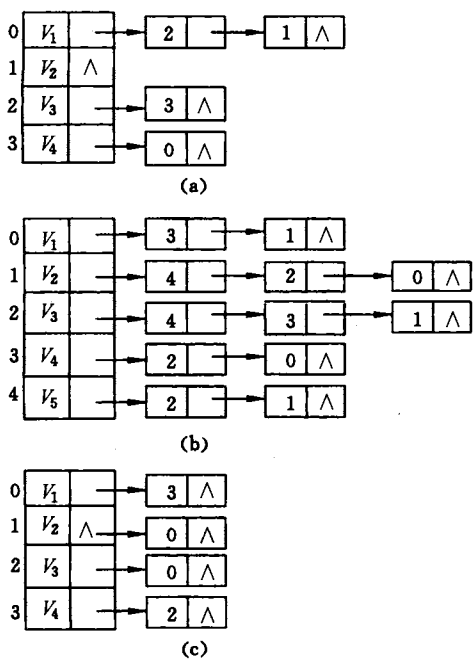 0 V₁ 2 1 ∧
1 V₂ ∧
2 V₃ 3 ∧
3 V₄ 0 ∧
(a)
0 V₁ 3 1 ∧
1 V₂ 4 2 0 ∧
2 V₃ 4 3 1 ∧
3 V₄ 2 0 ∧
4 V₅ 2 1 ∧
(b)
0 V₁ 3 ∧
1 V₂ ∧ 0 ∧
2 V₃ 0 ∧
3 V₄ 2 ∧
(c)